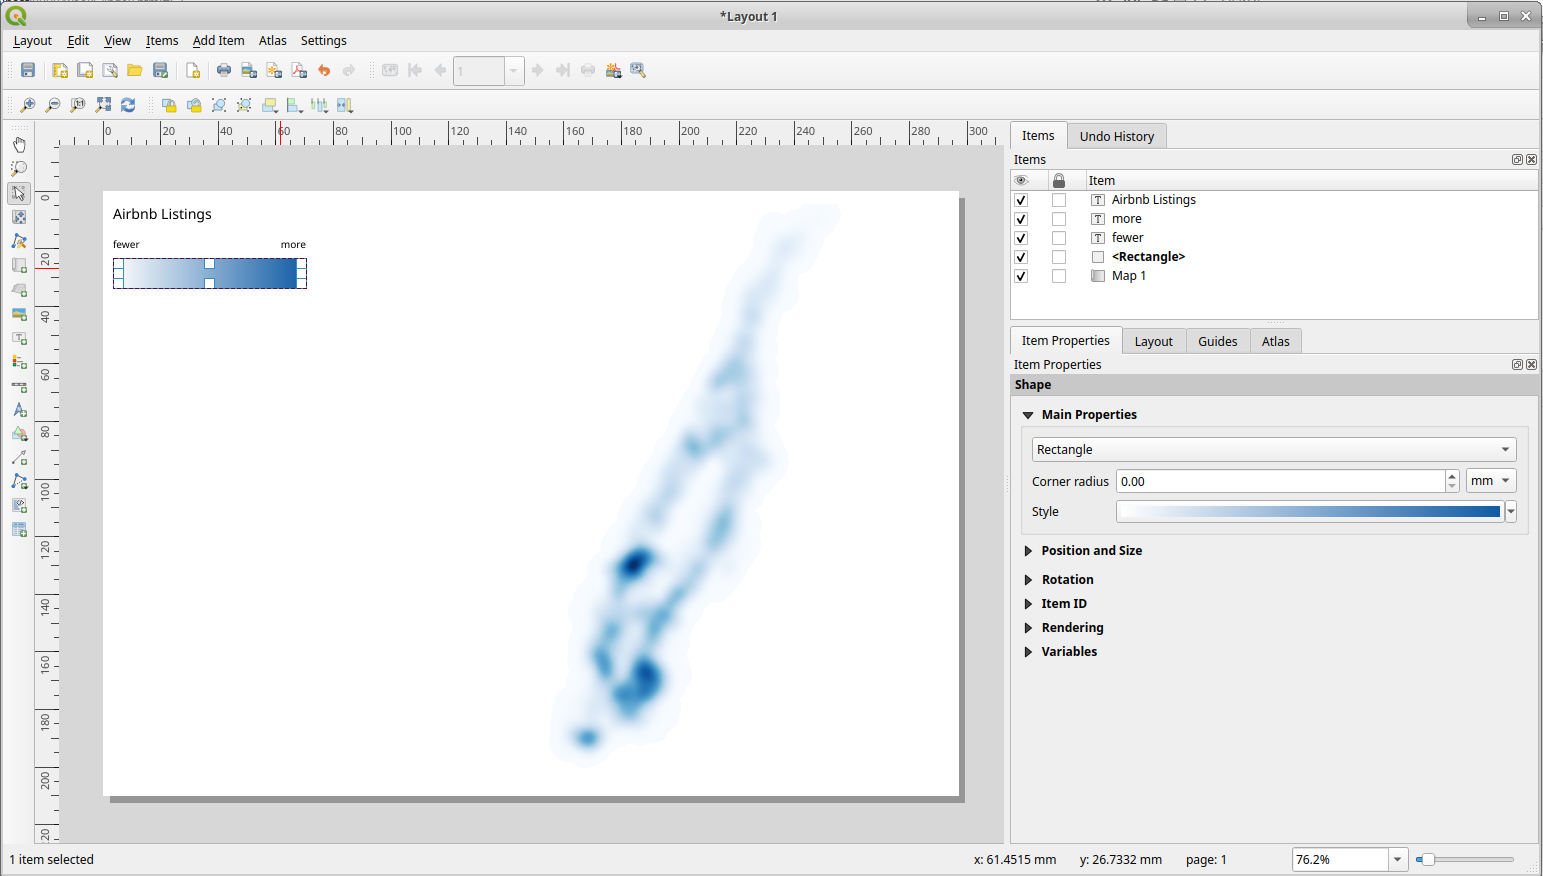 *Layout 1
Layout Edit View Items Add Item Atlas Settings
1
0 20 40 60 80 100 120 140 160 180 200 220 240 260 280 300
Items Undo History
Items
Item
Airbnb Listings
more
fewer
<Rectangle>
Map 1
Airbnb Listings
fewer more
0
20
40
60
80
100
120
140
160
180
200
220
Item Properties Layout Guides Atlas
Item Properties
Shape
Main Properties
Rectangle
Corner radius 0.00 mm
Style
Position and Size
Rotation
Item ID
Rendering
Variables
1 item selected x: 61.4515 mm y: 26.7332 mm page: 1 76.2%